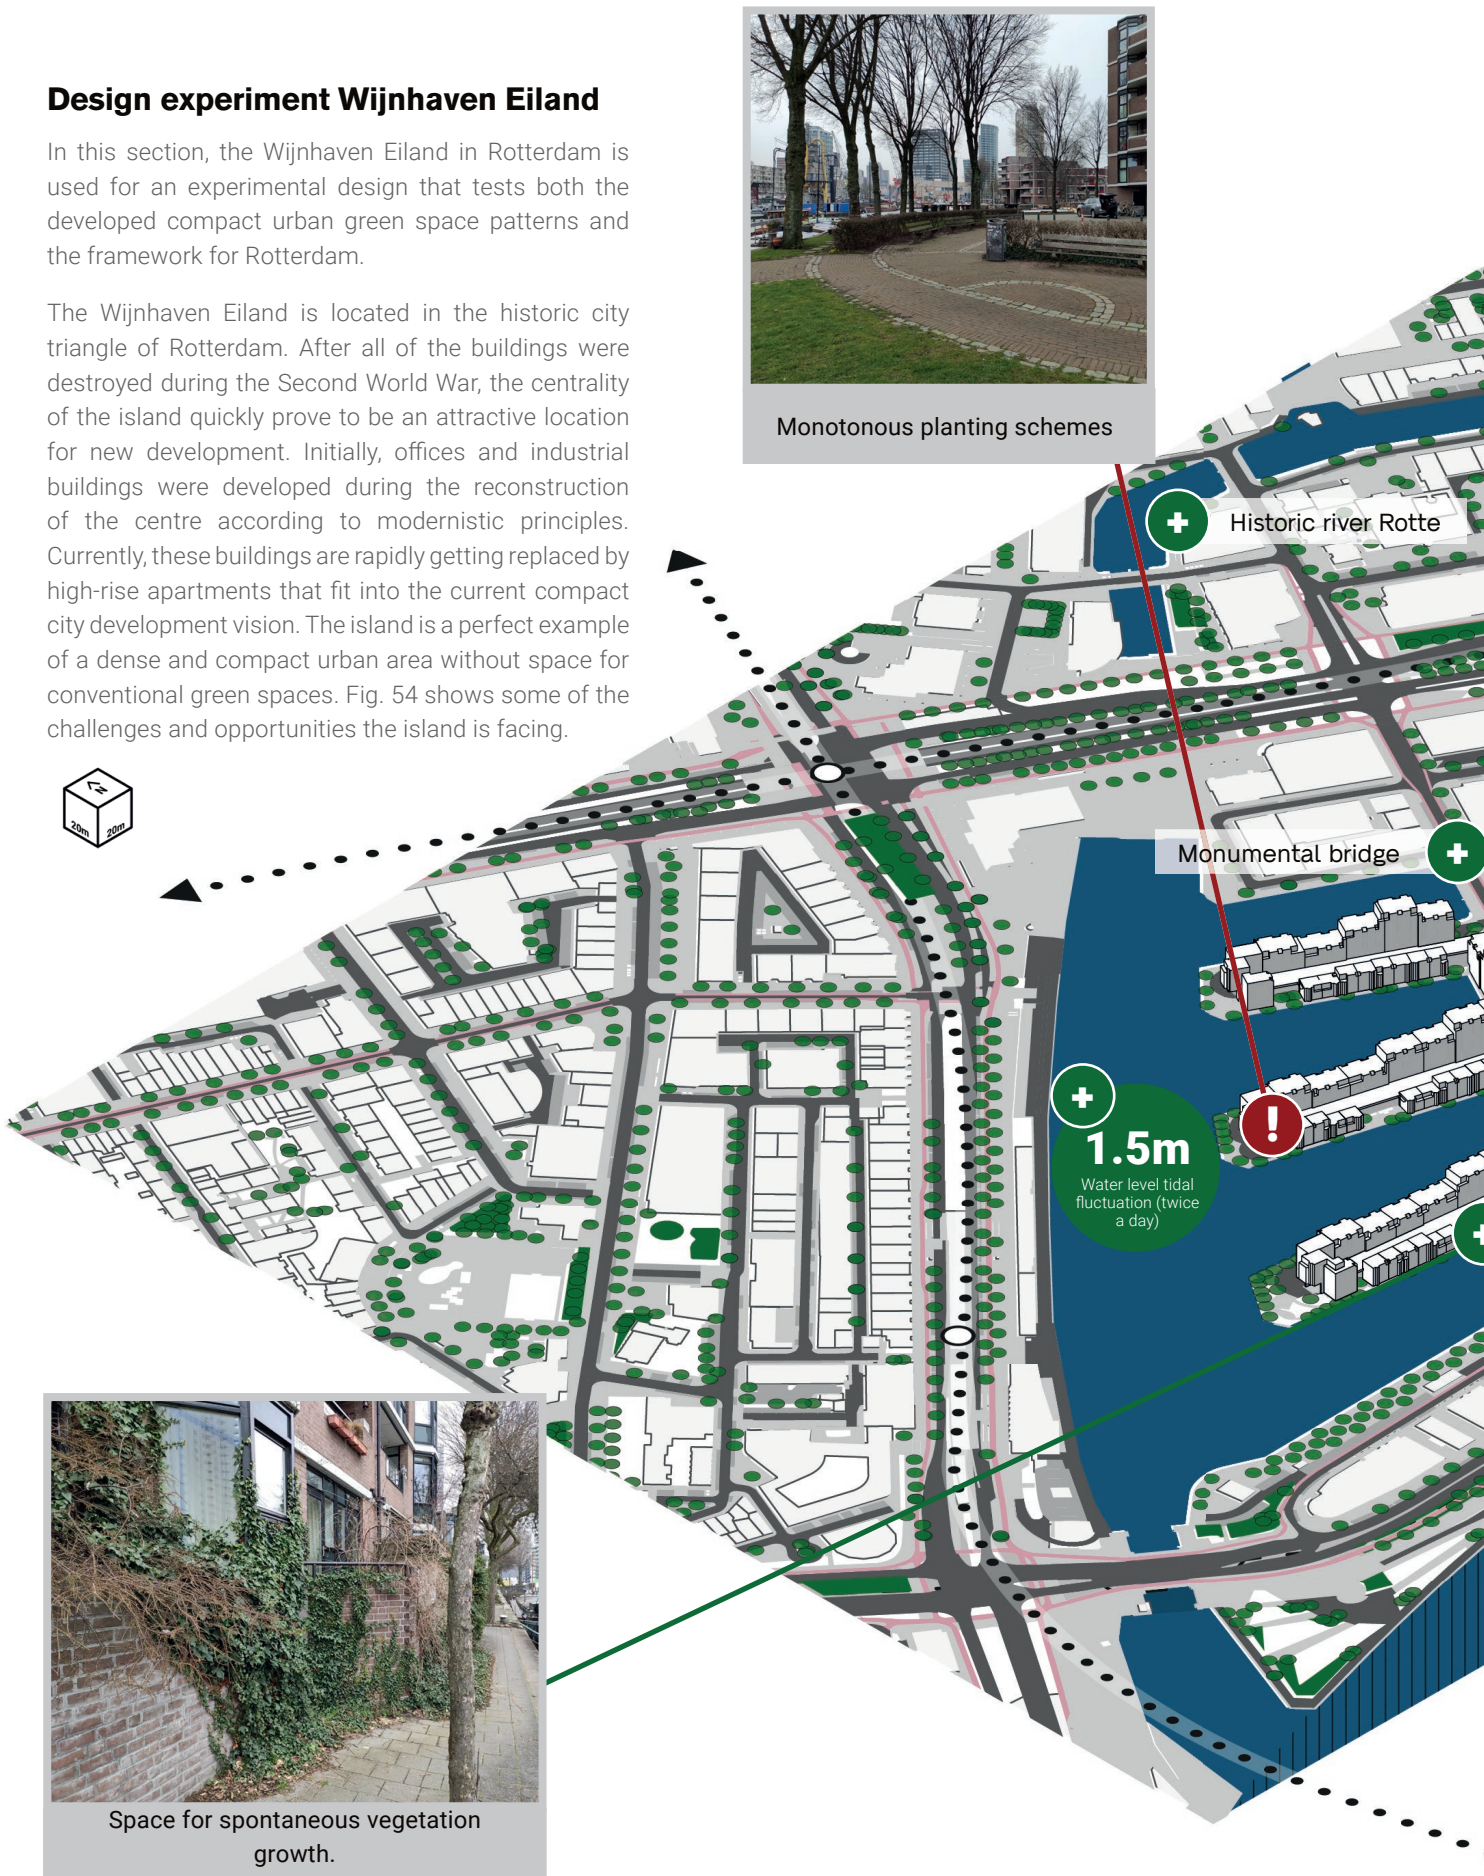 Design experiment Wijnhaven Eiland
In this section, the Wijnhaven Eiland in Rotterdam is
used for an experimental design that tests both the
developed compact urban green space patterns and
the framework for Rotterdam.
The Wijnhaven Eiland is located in the historic city
triangle of Rotterdam. After all of the buildings were
destroyed during the Second World War, the centrality
of the island quickly prove to be an attractive location
for new development. Initially, offices and industrial
buildings were developed during the reconstruction
of the centre according to modernistic principles.
Currently, these buildings are rapidly getting replaced by
high-rise apartments that fit into the current compact
city development vision. The island is a perfect example
of a dense and compact urban area without space for
conventional green spaces. Fig. 54 shows some of the
challenges and opportunities the island is facing.
N
20m 20m
Monotonous planting schemes
+ Historic river Rotte
Monumental bridge +
+
!
1.5m
Water level tidal
fluctuation (twice
a day)
+
Space for spontaneous vegetation
growth.